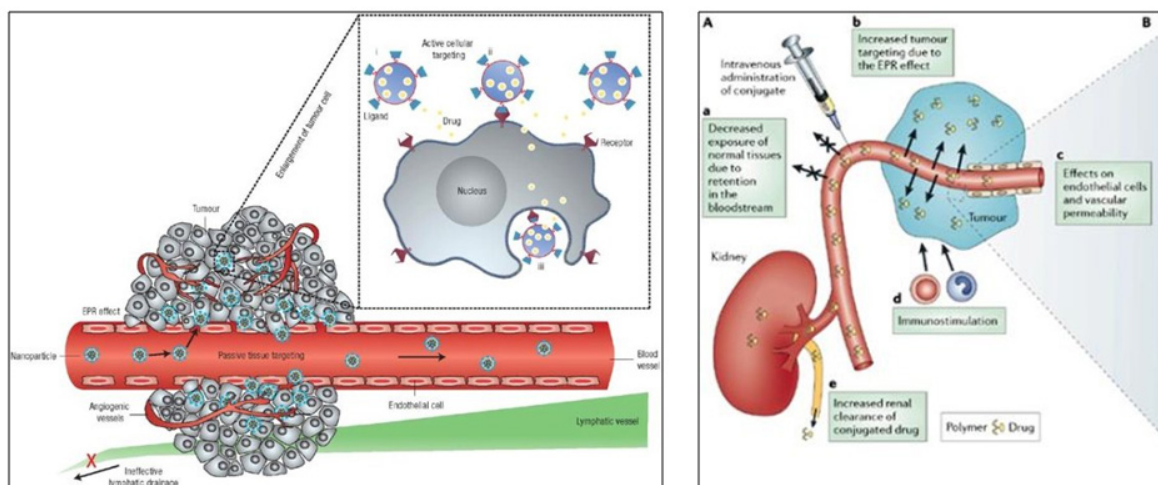 Active cellular targeting
i
ii
Ligand
Drug
Receptor
Nucleus
iii
Enlargement of tumour cell
Tumour
EPR effect
Nanoparticle
Passive tissue targeting
Blood
vessel
Angiogenic
vessels
Endothelial cell
Lymphatic vessel
X
Ineffective
lymphatic drainage
A
b
B
Increased tumour
targeting due to
the EPR effect
Intravenous
administration
of conjugate
a
Decreased
exposure of
normal tissues
due to
retention
in the
bloodstream
c
Effects on
endothelial cells
and vascular
permeability
Tumour
Kidney
d
Immunostimulation
e
Increased renal
clearance of
conjugated drug
Polymer
Drug